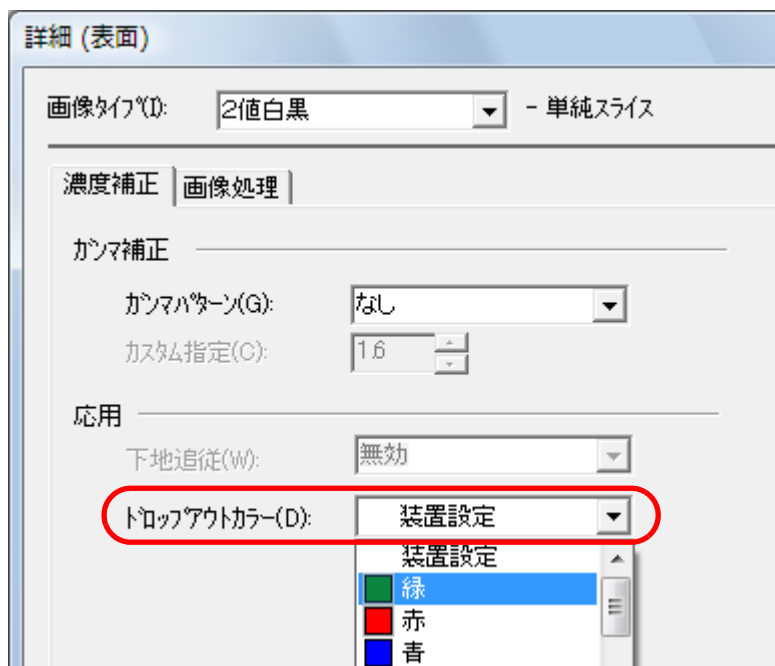 詳細 (表面)
画像ﾀｲﾌﾟ(I): 2値白黒 - 単純ｽﾗｲｽ
濃度補正 画像処理
ｶﾞﾝﾏ補正
ｶﾞﾝﾏﾊﾟﾀｰﾝ(G): なし
ｶｽﾀﾑ指定(C): 1.6
応用
下地追従(W): 無効
ﾄﾞﾛｯﾌﾟｱｳﾄｶﾗｰ(D): 装置設定
装置設定
緑
赤
青